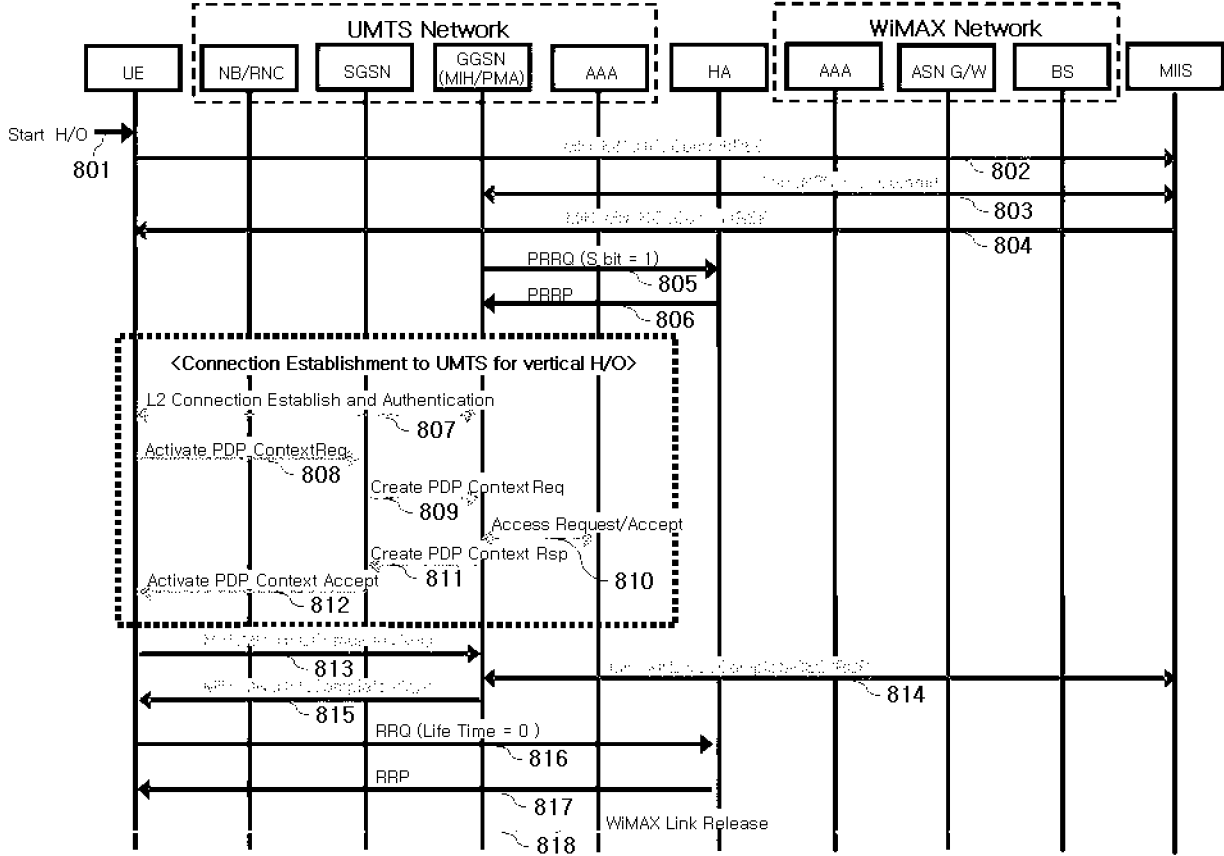 UMTS Network
WiMAX Network
UE
NB/RNC
SGSN
GGSN
(MIH/PMA)
AAA
HA
AAA
ASN G/W
BS
MIIS
Start H/O
801
802
803
804
PRRQ (S bit = 1)
805
PRRP
806
<Connection Establishment to UMTS for vertical H/O>
L2 Connection Establish and Authentication
807
Activate PDP ContextReq
808
Create PDP ContextReq
809
Access Request/Accept
810
Create PDP Context Rsp
811
Activate PDP Context Accept
812
813
814
815
RRQ (Life Time = 0 )
816
RRP
817
WiMAX Link Release
818